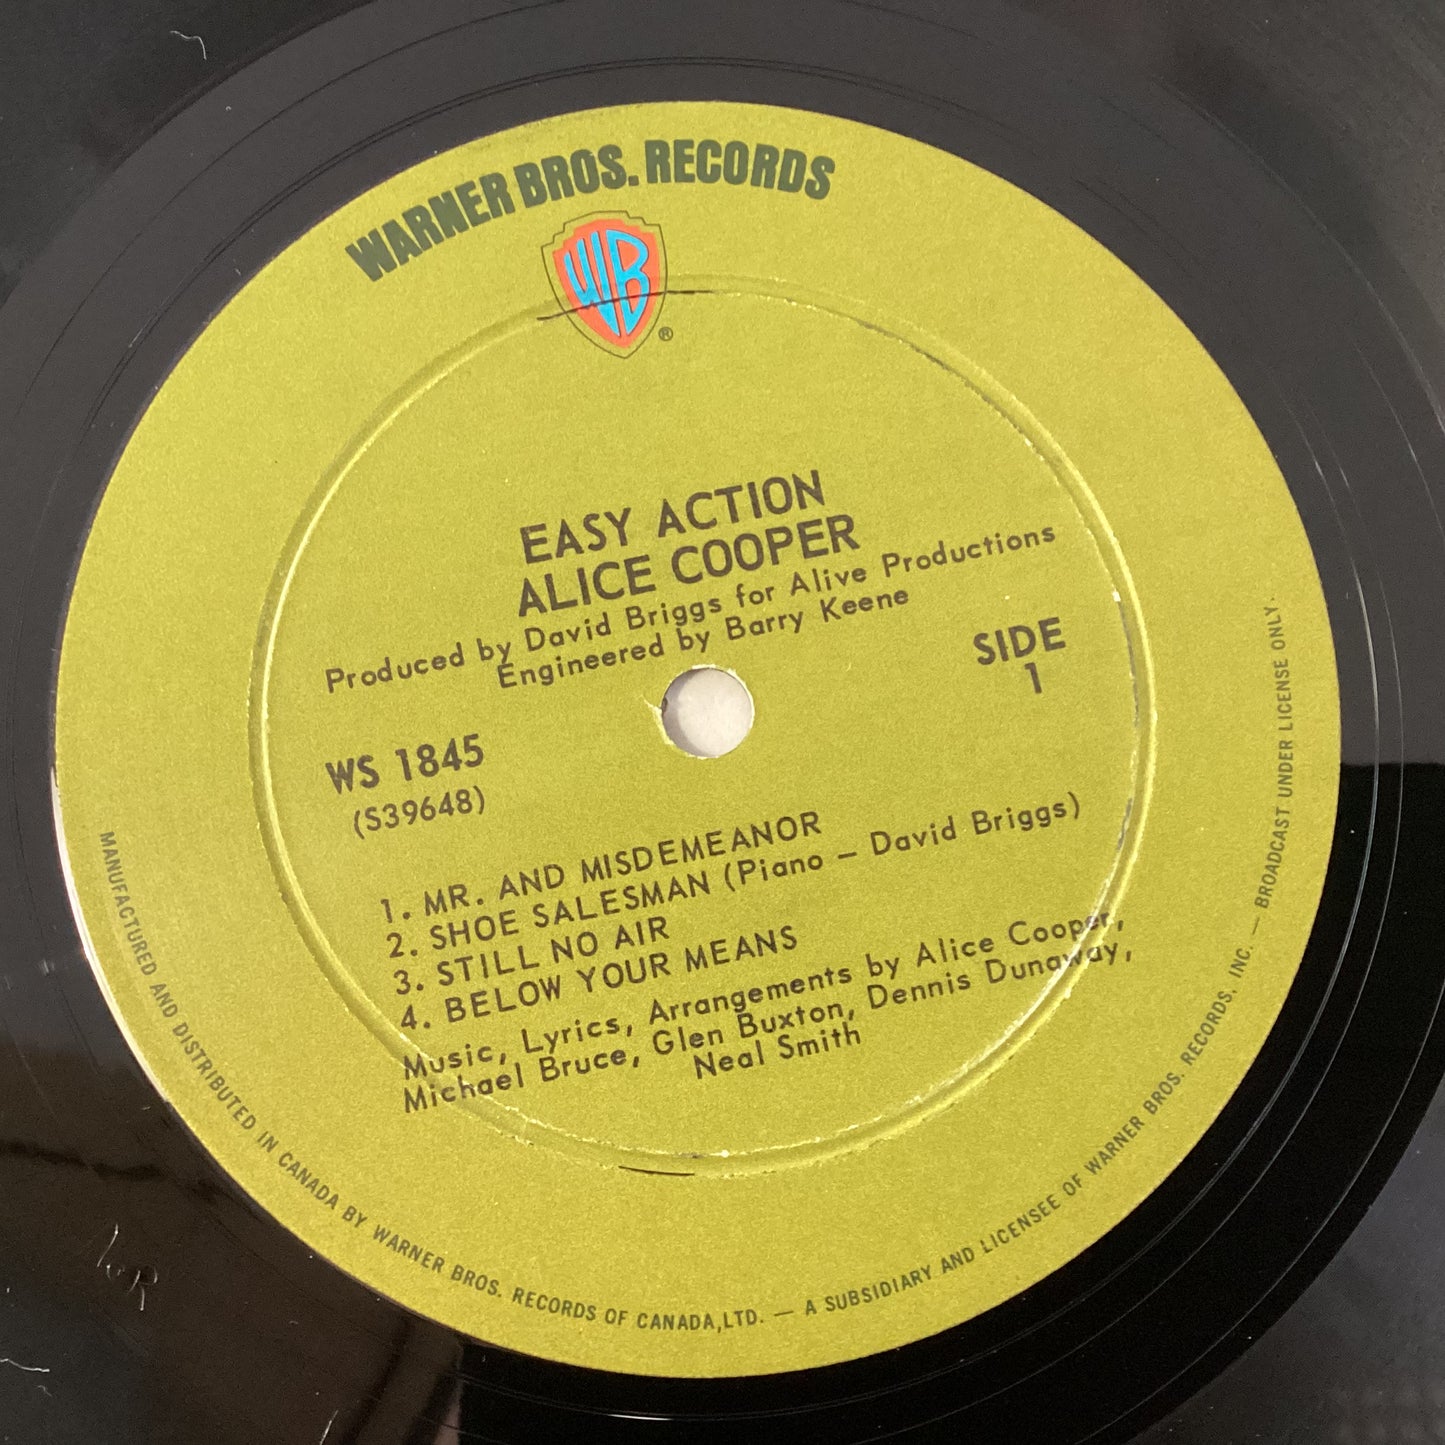 WARNER BROS. RECORDS
WB
®
EASY ACTION
ALICE COOPER
Produced by David Briggs for Alive Productions
Engineered by Barry Keene
SIDE
1
WS 1845
(S39648)
1. MR. AND MISDEMEANOR
2. SHOE SALESMAN (Piano – David Briggs)
3. STILL NO AIR
4. BELOW YOUR MEANS
Music, Lyrics, Arrangements by Alice Cooper,
Michael Bruce, Glen Buxton, Dennis Dunaway,
Neal Smith
MANUFACTURED AND DISTRIBUTED IN CANADA BY WARNER BROS. RECORDS OF CANADA, LTD. — A SUBSIDIARY AND LICENSEE OF WARNER BROS. RECORDS, INC. — BROADCAST UNDER LICENSE ONLY.